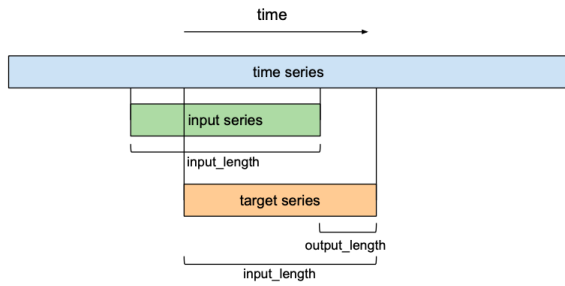 time
time series
input series
input_length
target series
output_length
input_length